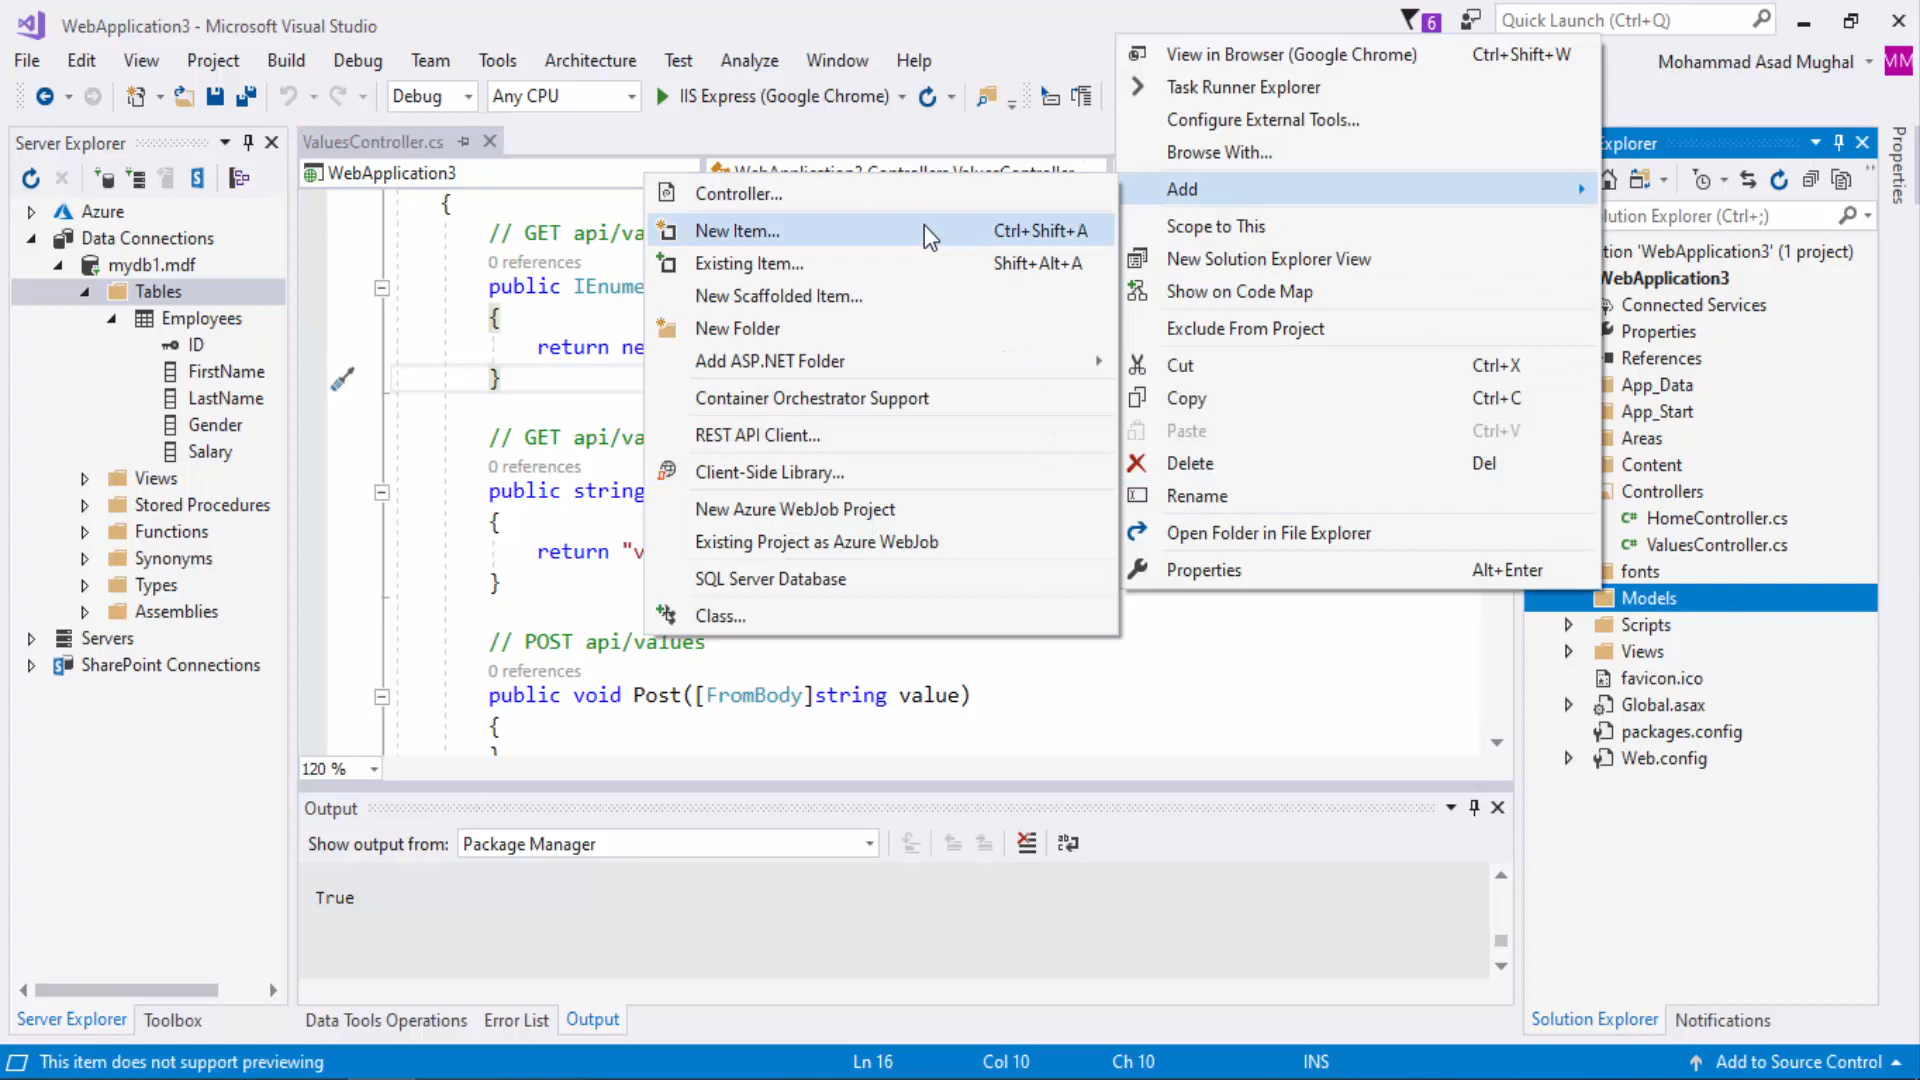 WebApplication3 - Microsoft Visual Studio
6
Quick Launch (Ctrl+Q)
File Edit View Project Build Debug Team Tools Architecture Test Analyze Window Help
Mohammad Asad Mughal MM
Debug Any CPU IIS Express (Google Chrome)
Server Explorer
Azure
Data Connections
mydb1.mdf
Tables
Employees
ID
FirstName
LastName
Gender
Salary
Views
Stored Procedures
Functions
Synonyms
Types
Assemblies
Servers
SharePoint Connections
Server Explorer Toolbox
ValuesController.cs
WebApplication3
WebApplication3.Controllers.ValuesController
{
// GET api/va
0 references
public IEnume
{
return ne
}
// GET api/va
0 references
public string
{
return "v
}
// POST api/values
0 references
public void Post([FromBody]string value)
{
}
120 %
Controller...
New Item... Ctrl+Shift+A
Existing Item... Shift+Alt+A
New Scaffolded Item...
New Folder
Add ASP.NET Folder
Container Orchestrator Support
REST API Client...
Client-Side Library...
New Azure WebJob Project
Existing Project as Azure WebJob
SQL Server Database
Class...
View in Browser (Google Chrome) Ctrl+Shift+W
Task Runner Explorer
Configure External Tools...
Browse With...
Add
Scope to This
New Solution Explorer View
Show on Code Map
Exclude From Project
Cut Ctrl+X
Copy Ctrl+C
Paste Ctrl+V
Delete Del
Rename
Open Folder in File Explorer
Properties Alt+Enter
xplorer
lution Explorer (Ctrl+;)
tion 'WebApplication3' (1 project)
WebApplication3
Connected Services
Properties
References
App_Data
App_Start
Areas
Content
Controllers
C# HomeController.cs
C# ValuesController.cs
fonts
Models
Scripts
Views
favicon.ico
Global.asax
packages.config
Web.config
Solution Explorer Notifications
Properties
Output
Show output from: Package Manager
True
Data Tools Operations Error List Output
This item does not support previewing Ln 16 Col 10 Ch 10 INS Add to Source Control